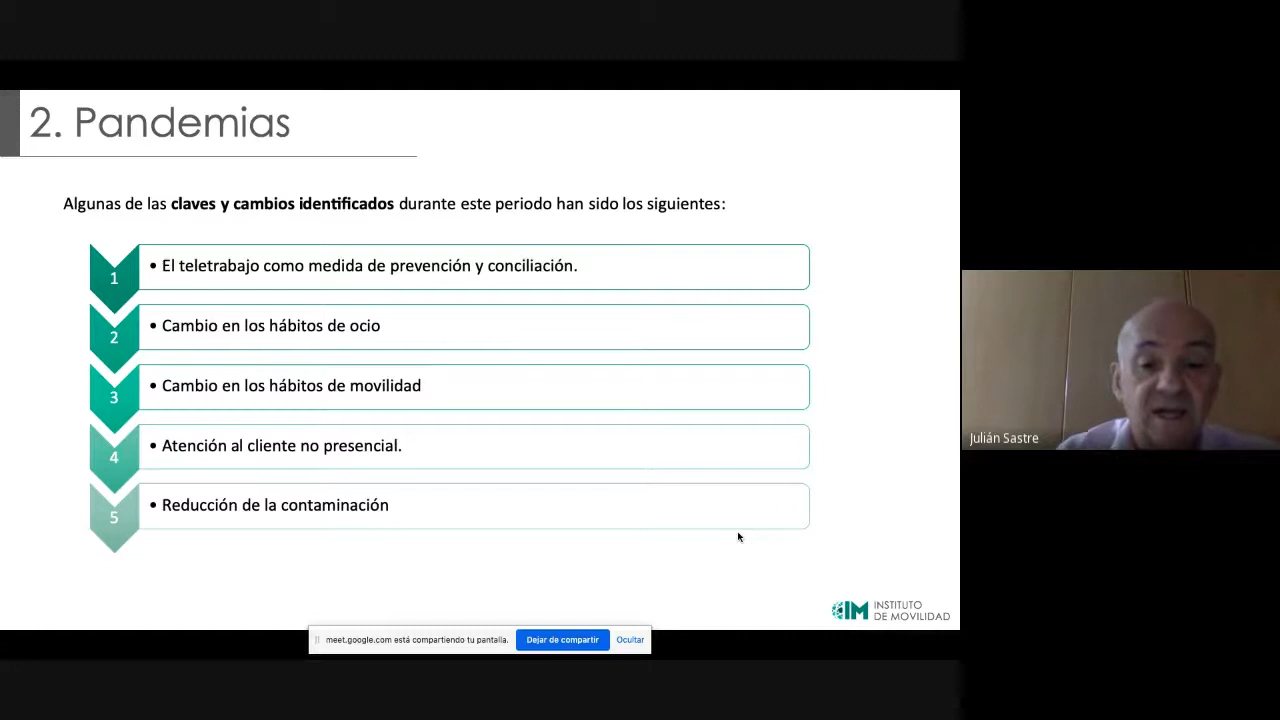 2. Pandemias
Algunas de las claves y cambios identificados durante este periodo han sido los siguientes:
1
• El teletrabajo como medida de prevención y conciliación.
2
• Cambio en los hábitos de ocio
3
• Cambio en los hábitos de movilidad
4
• Atención al cliente no presencial.
5
• Reducción de la contaminación
Julián Sastre
IM INSTITUTO
DE MOVILIDAD
meet.google.com está compartiendo tu pantalla. Dejar de compartir Ocultar